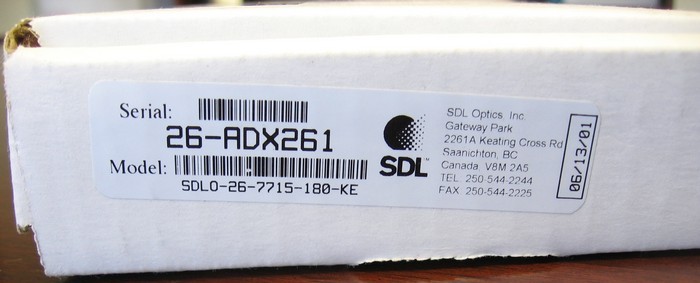 Serial:
26-ADX261
Model:
SDLO-26-7715-180-KE
SDL™
SDL Optics, Inc.
Gateway Park
2261A Keating Cross Rd
Saanichton, BC
Canada, V8M 2A5
TEL 250-544-2244
FAX 250-544-2225
06/13/01